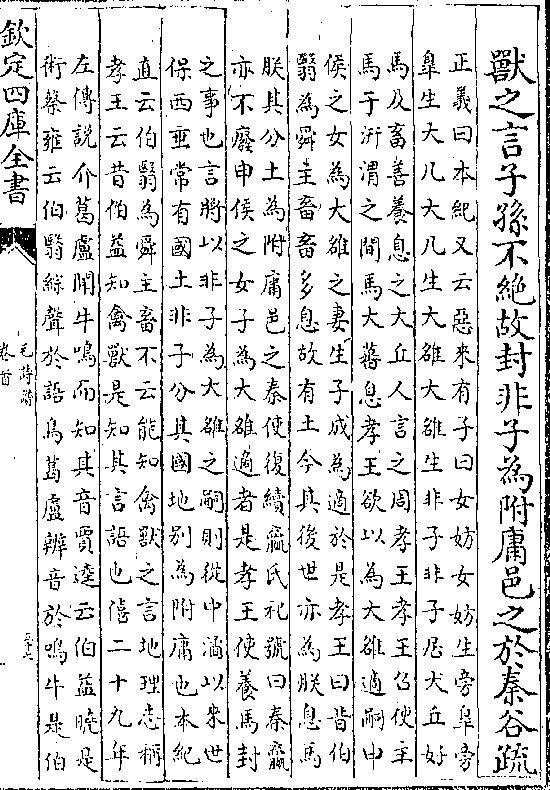 獸之言子孫不絶故封非子為附庸邑之於秦谷疏
正義曰本紀又云惡來有子曰女妨女妨生旁臯旁
臯生大几大几生大雒大雒生非子非子居犬丘好
馬及畜善養息之犬丘人言之周孝王孝王召使主
馬于汧渭之間馬大蕃息孝王欲以為大雒適嗣申
侯之女為大雒之妻生子成為適於是孝王曰昔伯
翳為舜主畜畜多息故有土今其後世亦為朕息馬
朕其分土為附庸邑之秦使復續嬴氏祀號曰秦嬴
亦不廢申侯之女子為大雒適者是孝王使養馬封
之事也言將以非子為大雒之嗣則從中潏以來世
保西垂常有國土非子分其國地别為附庸也本紀
直云伯翳為舜主畜不云能知禽獸之言地理志稱
孝王云昔伯益知禽獸是知其言語也僖二十九年
左傳説介葛盧聞牛鳴而知其音賈逵云伯益曉是
術蔡雍云伯翳綜聲於語鳥葛盧辨音於鳴牛是伯
欽定四庫全書
毛詩疏
卷首